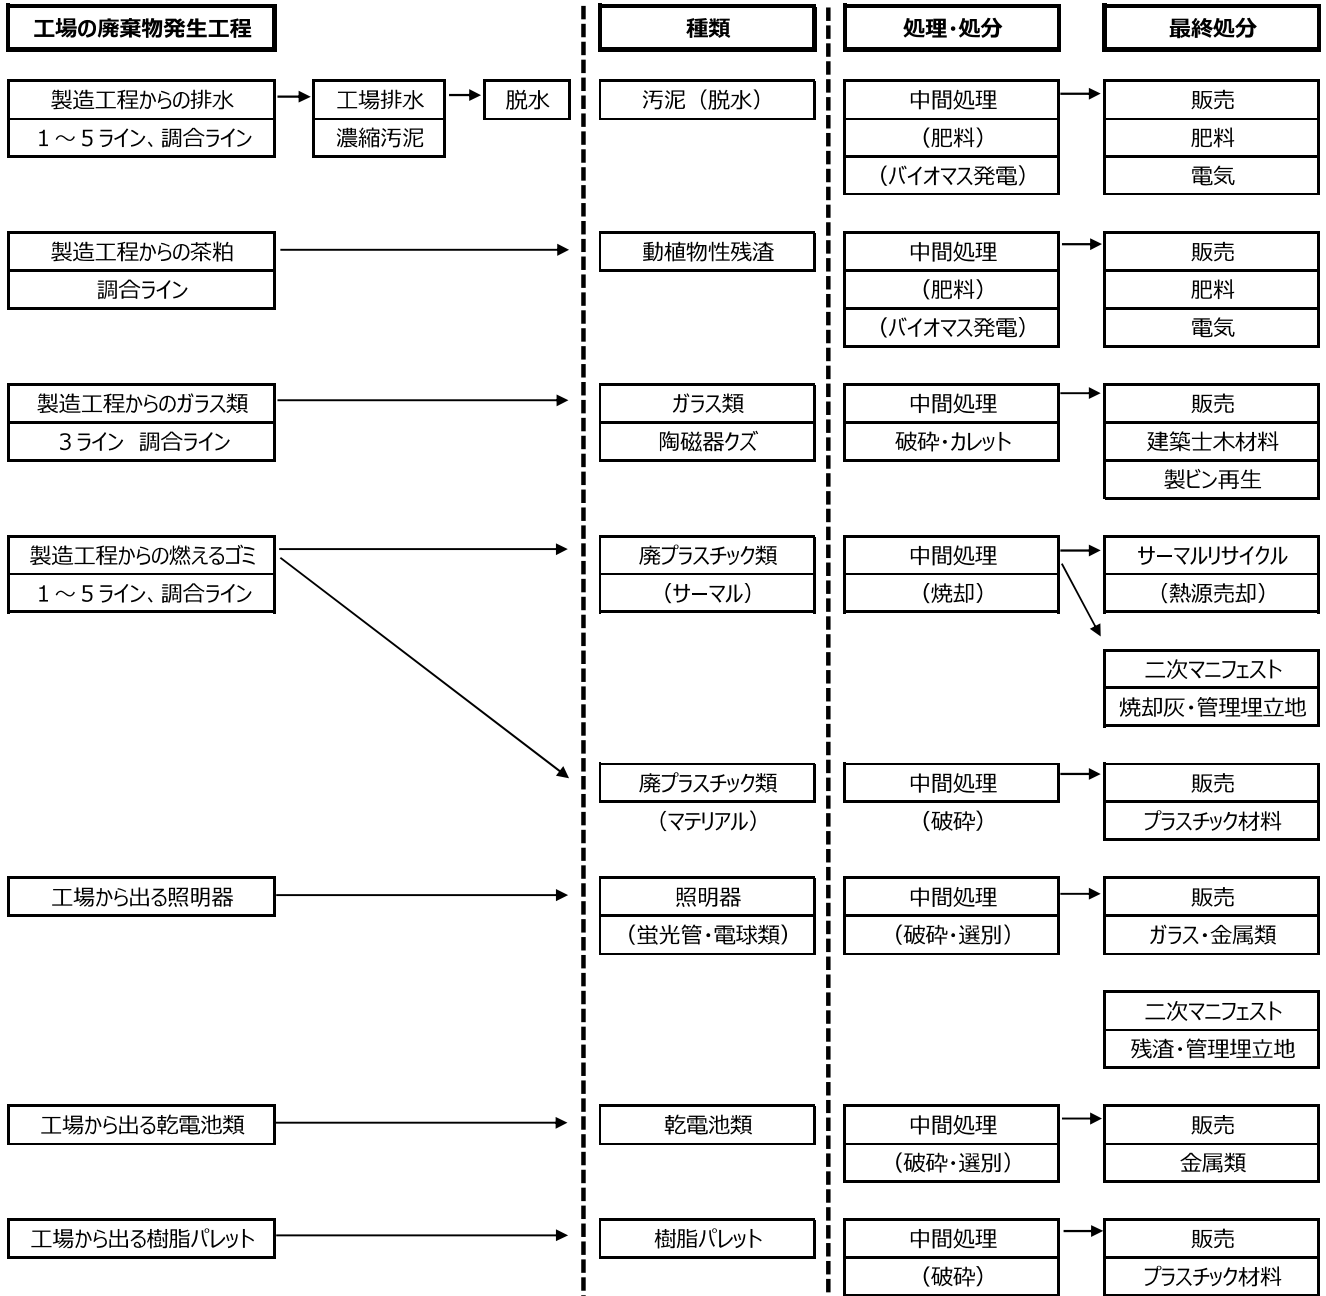 工場の廃棄物発生工程
種類
処理・処分
最終処分
製造工程からの排水
工場排水
脱水
汚泥（脱水）
中間処理
販売
１～５ライン、調合ライン
濃縮汚泥
（肥料）
肥料
（バイオマス発電）
電気
製造工程からの茶粕
動植物性残渣
中間処理
販売
調合ライン
（肥料）
肥料
（バイオマス発電）
電気
製造工程からのガラス類
ガラス類
中間処理
販売
３ライン　調合ライン
陶磁器クズ
破砕・カレット
建築士木材料
製ビン再生
製造工程からの燃えるゴミ
廃プラスチック類
中間処理
サーマルリサイクル
１～５ライン、調合ライン
（サーマル）
（焼却）
（熱源売却）
二次マニフェスト
焼却灰・管理埋立地
廃プラスチック類
中間処理
販売
（マテリアル）
（破砕）
プラスチック材料
工場から出る照明器
照明器
中間処理
販売
（蛍光管・電球類）
（破砕・選別）
ガラス・金属類
二次マニフェスト
残渣・管理埋立地
工場から出る乾電池類
乾電池類
中間処理
販売
（破砕・選別）
金属類
工場から出る樹脂パレット
樹脂パレット
中間処理
販売
（破砕）
プラスチック材料